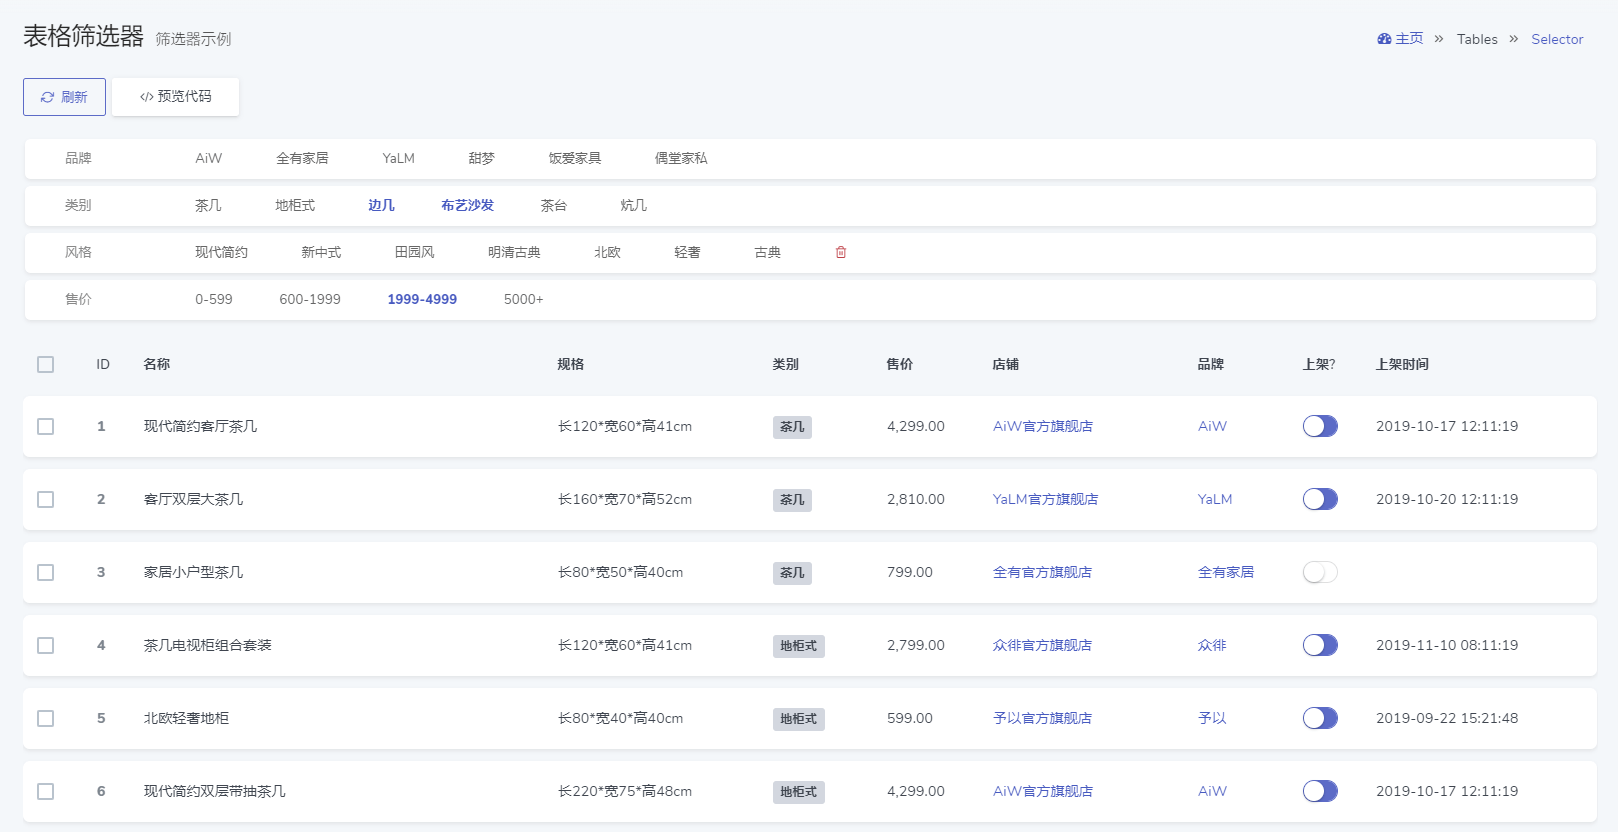 表格筛选器 筛选器示例
主页 » Tables » Selector
刷新 </> 预览代码
品牌 AiW 全有家居 YaLM 甜梦 饭爱家具 偶堂家私
类别 茶几 地柜式 边几 布艺沙发 茶台 炕几
风格 现代简约 新中式 田园风 明清古典 北欧 轻奢 古典
售价 0-599 600-1999 1999-4999 5000+
ID 名称 规格 类别 售价 店铺 品牌 上架? 上架时间
1 现代简约客厅茶几 长120*宽60*高41cm 茶几 4,299.00 AiW官方旗舰店 AiW 2019-10-17 12:11:19
2 客厅双层大茶几 长160*宽70*高52cm 茶几 2,810.00 YaLM官方旗舰店 YaLM 2019-10-20 12:11:19
3 家居小户型茶几 长80*宽50*高40cm 茶几 799.00 全有官方旗舰店 全有家居
4 茶几电视柜组合套装 长120*宽60*高41cm 地柜式 2,799.00 众徘官方旗舰店 众徘 2019-11-10 08:11:19
5 北欧轻奢地柜 长80*宽40*高40cm 地柜式 599.00 予以官方旗舰店 予以 2019-09-22 15:21:48
6 现代简约双层带抽茶几 长220*宽75*高48cm 地柜式 4,299.00 AiW官方旗舰店 AiW 2019-10-17 12:11:19